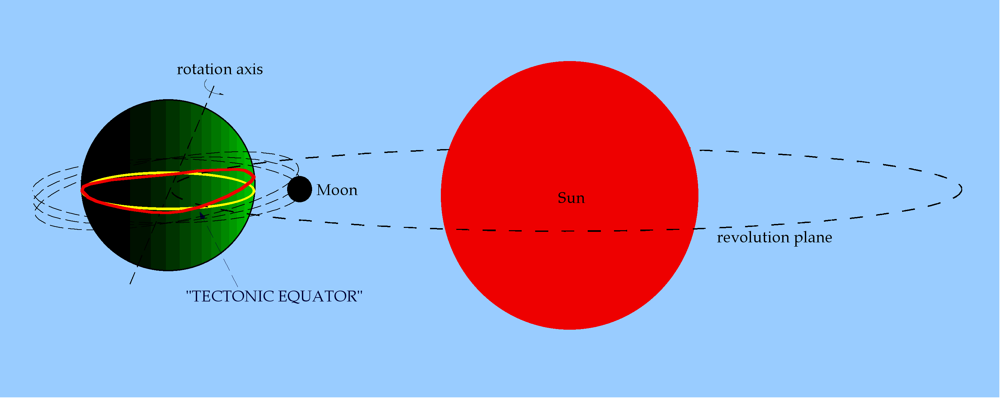 rotation axis
Moon
Sun
revolution plane
"TECTONIC EQUATOR"